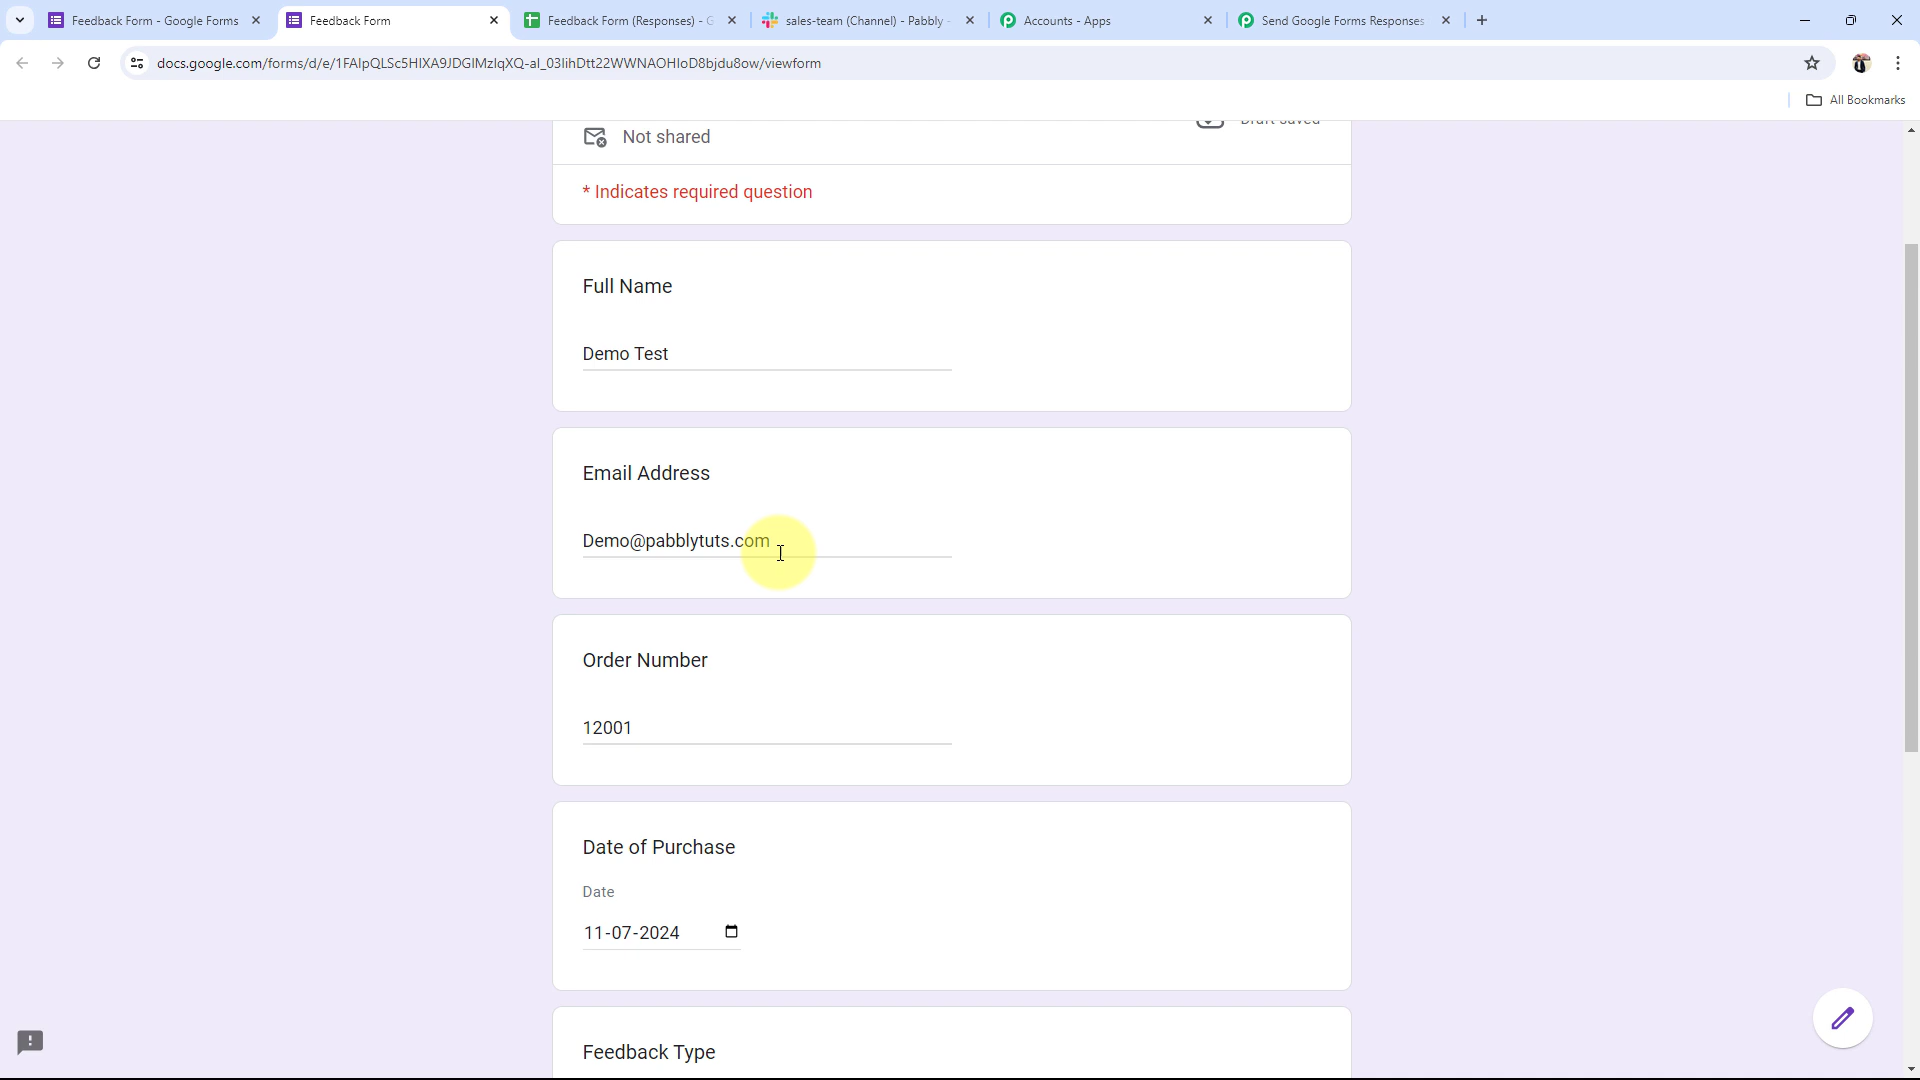 Feedback Form - Google Forms
Feedback Form
Feedback Form (Responses) - G
sales-team (Channel) - Pabbly -
Accounts - Apps
Send Google Forms Responses
docs.google.com/forms/d/e/1FAIpQLSc5HIXA9JDGIMzlqXQ-al_03lihDtt22WWNAOHIoD8bjdu8ow/viewform
All Bookmarks
Not shared
Draft saved
* Indicates required question
Full Name
Demo Test
Email Address
Demo@pabblytuts.com
Order Number
12001
Date of Purchase
Date
11-07-2024
Feedback Type